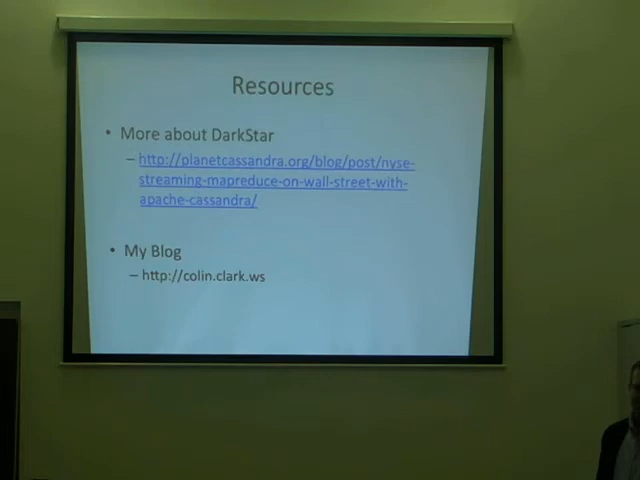 Resources
• More about DarkStar
– http://planetcassandra.org/blog/post/nyse-
streaming-mapreduce-on-wall-street-with-
apache-cassandra/
• My Blog
– http://colin.clark.ws